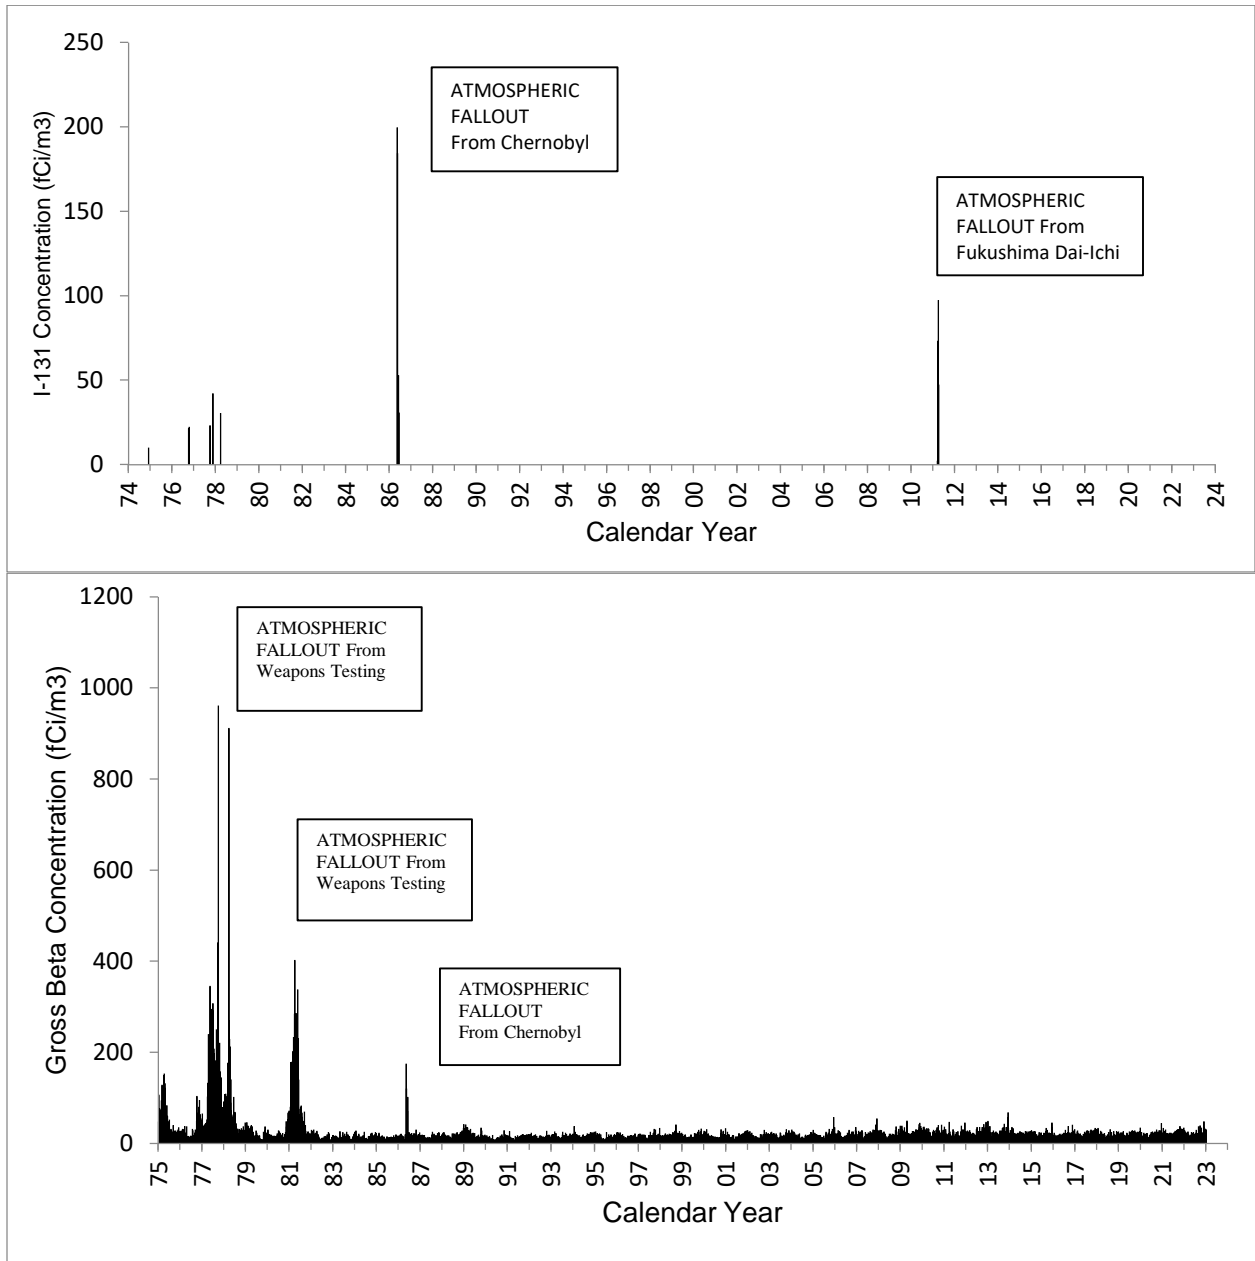 250
200
150
100
50
0
I-131 Concentration (fCi/m3)
ATMOSPHERIC
FALLOUT
From Chernobyl
ATMOSPHERIC
FALLOUT From
Fukushima Dai-Ichi
74 76 78 80 82 84 86 88 90 92 94 96 98 00 02 04 06 08 10 12 14 16 18 20 22 24
Calendar Year
1200
1000
800
600
400
200
0
Gross Beta Concentration (fCi/m3)
ATMOSPHERIC
FALLOUT From
Weapons Testing
ATMOSPHERIC
FALLOUT From
Weapons Testing
ATMOSPHERIC
FALLOUT
From Chernobyl
75 77 79 81 83 85 87 89 91 93 95 97 99 01 03 05 07 09 11 13 15 17 19 21 23
Calendar Year